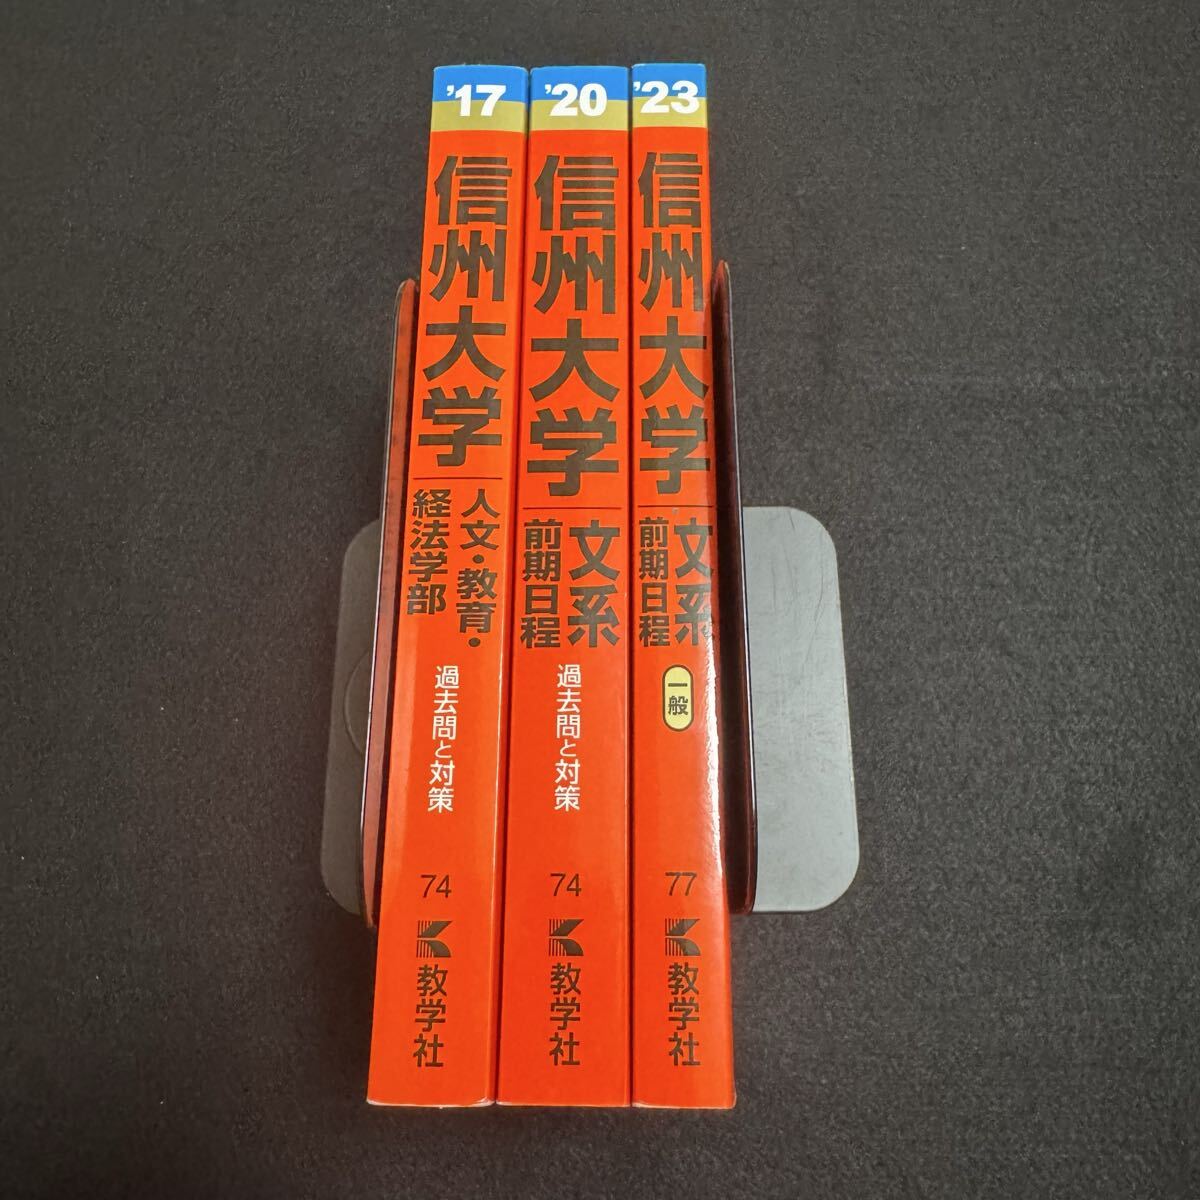 '17
信州大学
人文・教育・
経法学部
過去問と対策
74
教学社
'20
信州大学
文系
前期日程
過去問と対策
74
教学社
'23
信州大学
文系
前期日程
一般
77
教学社